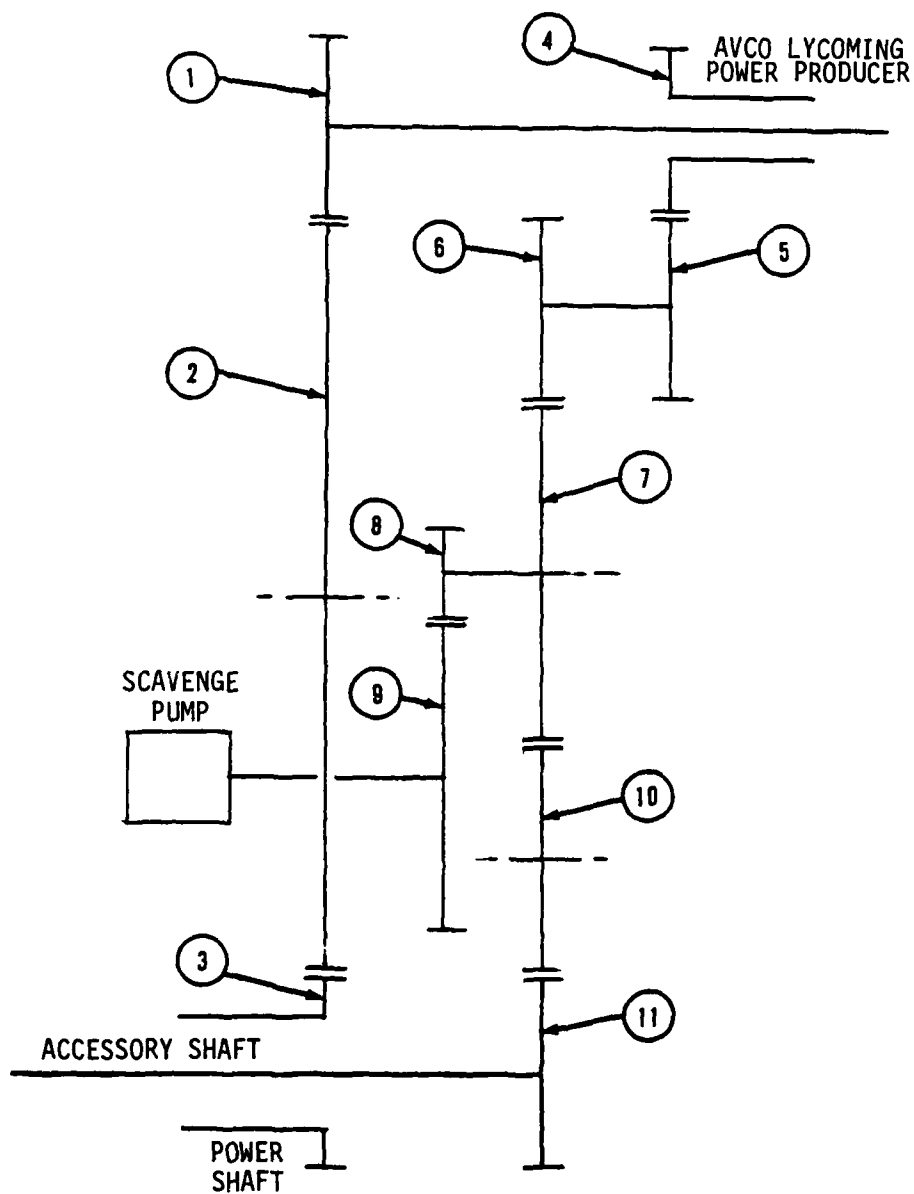 4
AVCO LYCOMING
POWER PRODUCER
1
6
5
2
7
8
SCAVENGE
PUMP
9
10
3
11
ACCESSORY SHAFT
POWER
SHAFT